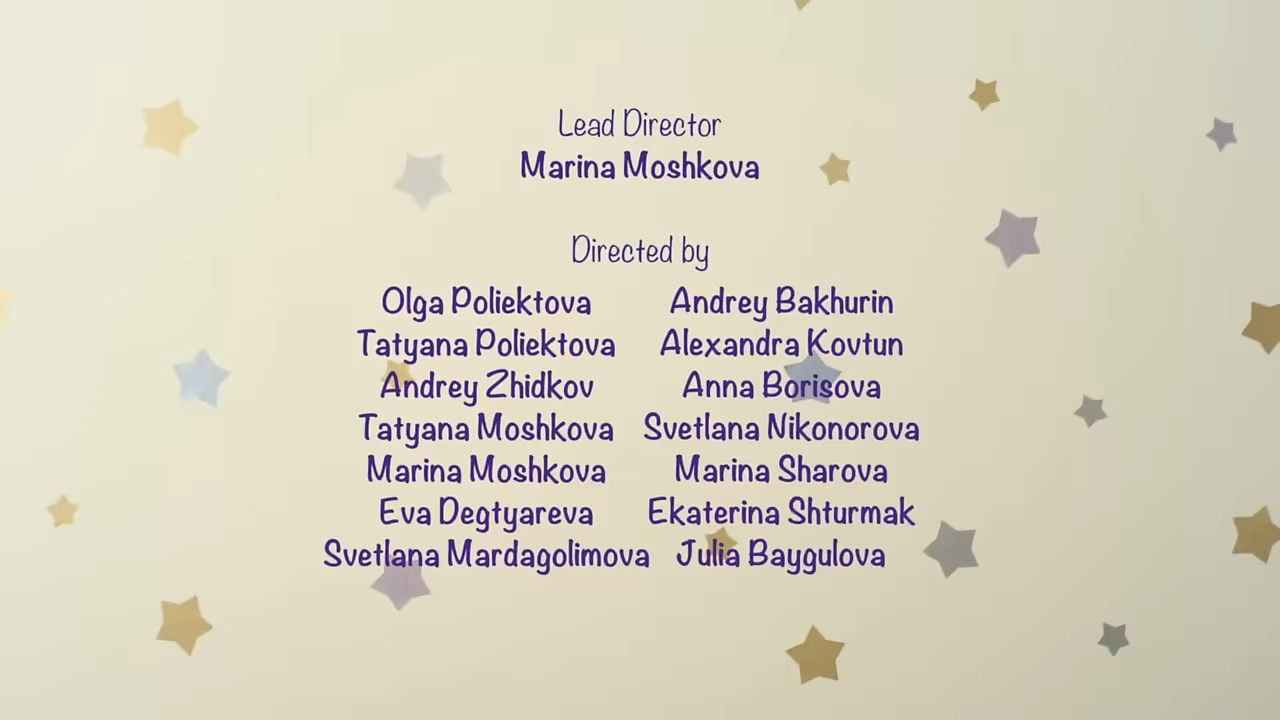 Lead Director
Marina Moshkova
Directed by
Olga Poliektova Andrey Bakhurin
Tatyana Poliektova Alexandra Kovtun
Andrey Zhidkov Anna Borisova
Tatyana Moshkova Svetlana Nikonorova
Marina Moshkova Marina Sharova
Eva Degtyareva Ekaterina Shturmak
Svetlana Mardagolimova Julia Baygulova